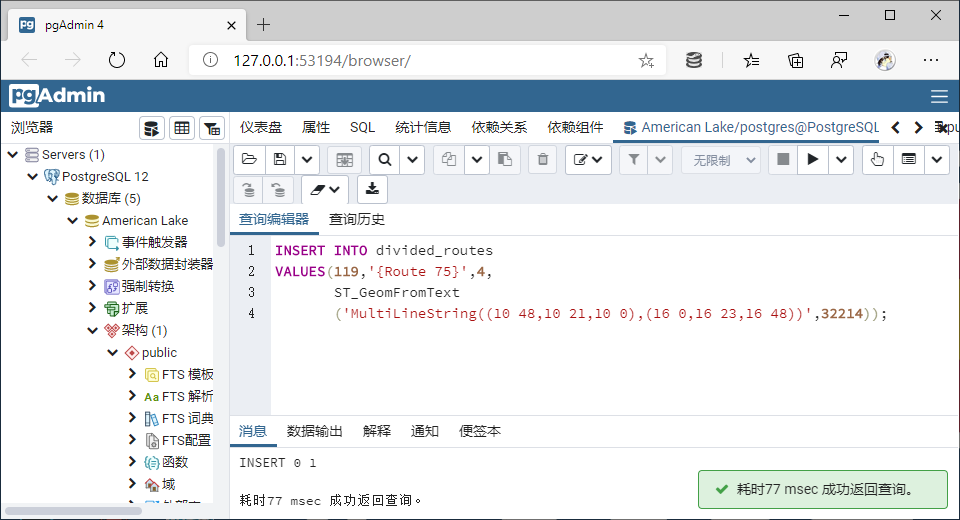 pgAdmin 4
127.0.0.1:53194/browser/
pgAdmin
浏览器
仪表盘 属性 SQL 统计信息 依赖关系 依赖组件 American Lake/postgres@PostgreSQL
无限制
Servers (1)
PostgreSQL 12
数据库 (5)
American Lake
事件触发器
外部数据封装器
强制转换
扩展
架构 (1)
public
FTS 模板
FTS 解析
FTS 词典
FTS配置
函数
域
查询编辑器 查询历史
1 INSERT INTO divided_routes
2 VALUES(119,'{Route 75}',4,
3 ST_GeomFromText
4 ('MultiLineString((10 48,10 21,10 0),(16 0,16 23,16 48))',32214));
消息 数据输出 解释 通知 便签本
INSERT 0 1
耗时77 msec 成功返回查询。
耗时77 msec 成功返回查询。